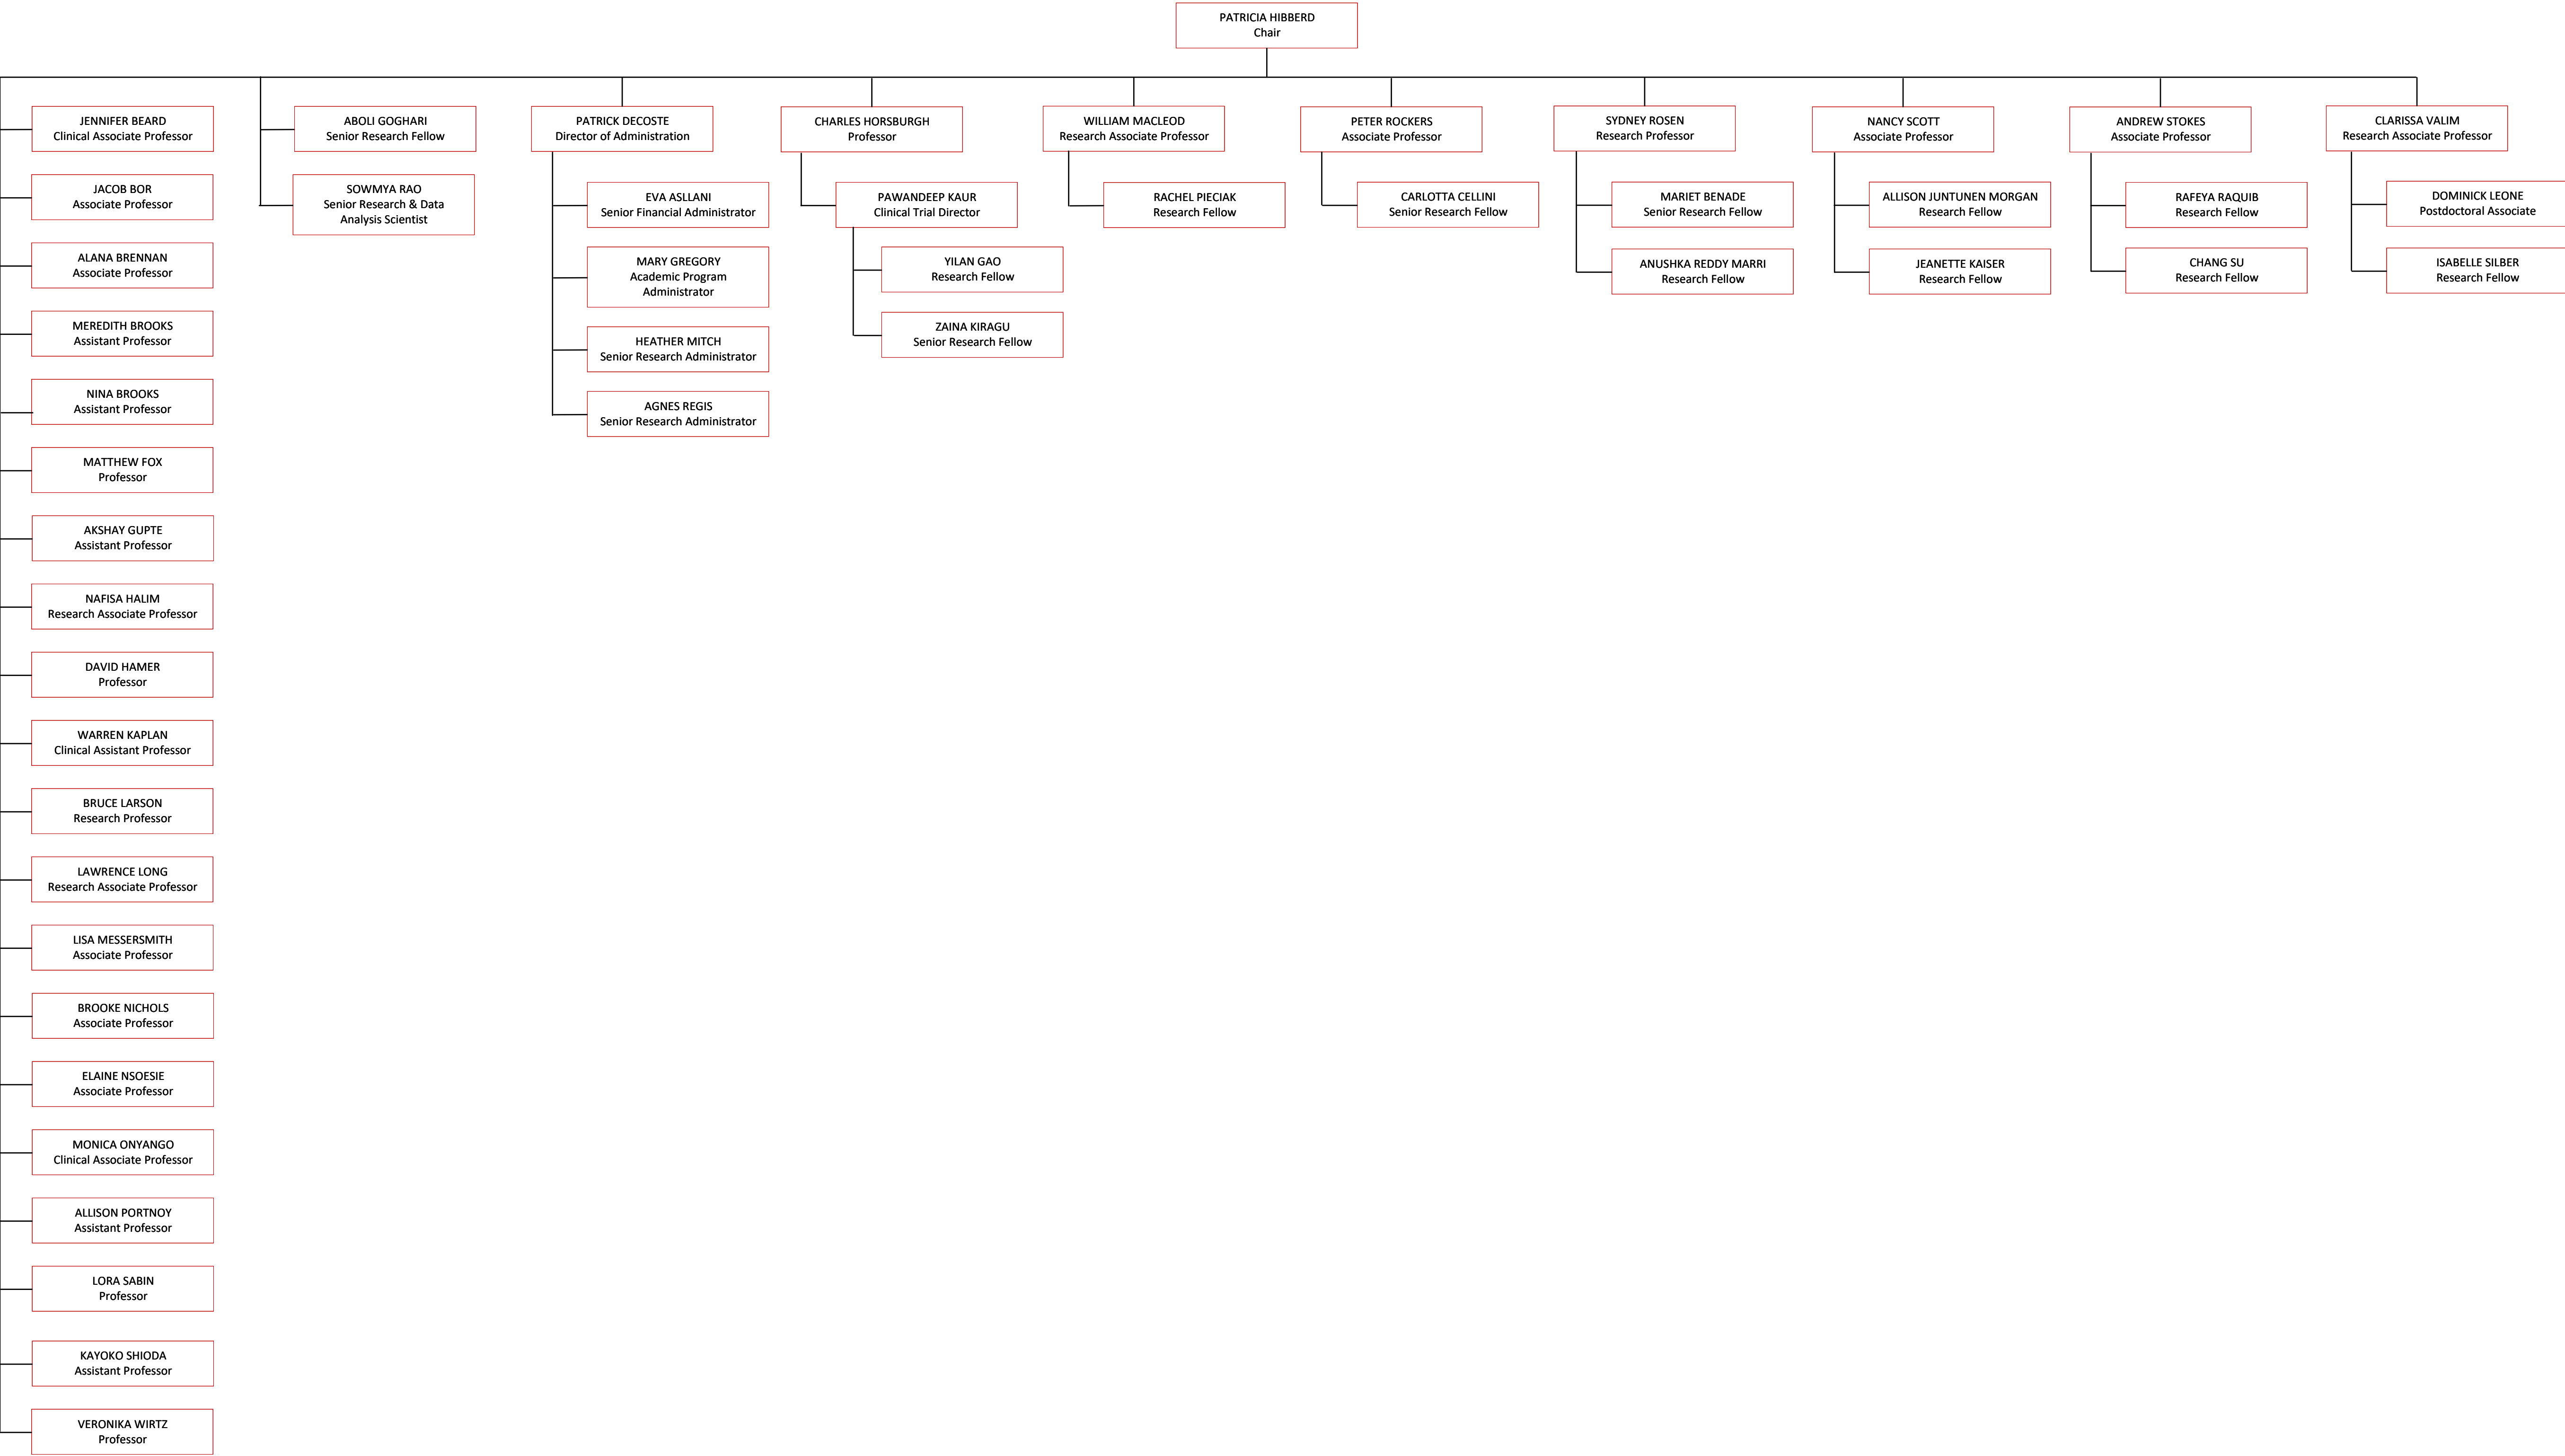 PATRICIA HIBBERD
Chair
JENNIFER BEARD
Clinical Associate Professor
JACOB BOR
Associate Professor
ALANA BRENNAN
Associate Professor
MEREDITH BROOKS
Assistant Professor
NINA BROOKS
Assistant Professor
MATTHEW FOX
Professor
AKSHAY GUPTE
Assistant Professor
NAFISA HALIM
Research Associate Professor
DAVID HAMER
Professor
WARREN KAPLAN
Clinical Assistant Professor
BRUCE LARSON
Research Professor
LAWRENCE LONG
Research Associate Professor
LISA MESSERSMITH
Associate Professor
BROOKE NICHOLS
Associate Professor
ELAINE NSOESIE
Associate Professor
MONICA ONYANGO
Clinical Associate Professor
ALLISON PORTNOY
Assistant Professor
LORA SABIN
Professor
KAYOKO SHIODA
Assistant Professor
VERONIKA WIRTZ
Professor
ABOLI GOGHARI
Senior Research Fellow
SOWMYA RAO
Senior Research & Data
Analysis Scientist
PATRICK DECOSTE
Director of Administration
EVA ASLLANI
Senior Financial Administrator
MARY GREGORY
Academic Program
Administrator
HEATHER MITCH
Senior Research Administrator
AGNES REGIS
Senior Research Administrator
CHARLES HORSBURGH
Professor
PAWANDEEP KAUR
Clinical Trial Director
YILAN GAO
Research Fellow
ZAINA KIRAGU
Senior Research Fellow
WILLIAM MACLEOD
Research Associate Professor
RACHEL PIECIAK
Research Fellow
PETER ROCKERS
Associate Professor
CARLOTTA CELLINI
Senior Research Fellow
SYDNEY ROSEN
Research Professor
MARIET BENADE
Senior Research Fellow
ANUSHKA REDDY MARRI
Research Fellow
NANCY SCOTT
Associate Professor
ALLISON JUNTUNEN MORGAN
Research Fellow
JEANETTE KAISER
Research Fellow
ANDREW STOKES
Associate Professor
RAFEYA RAQUIB
Research Fellow
CHANG SU
Research Fellow
CLARISSA VALIM
Research Associate Professor
DOMINICK LEONE
Postdoctoral Associate
ISABELLE SILBER
Research Fellow